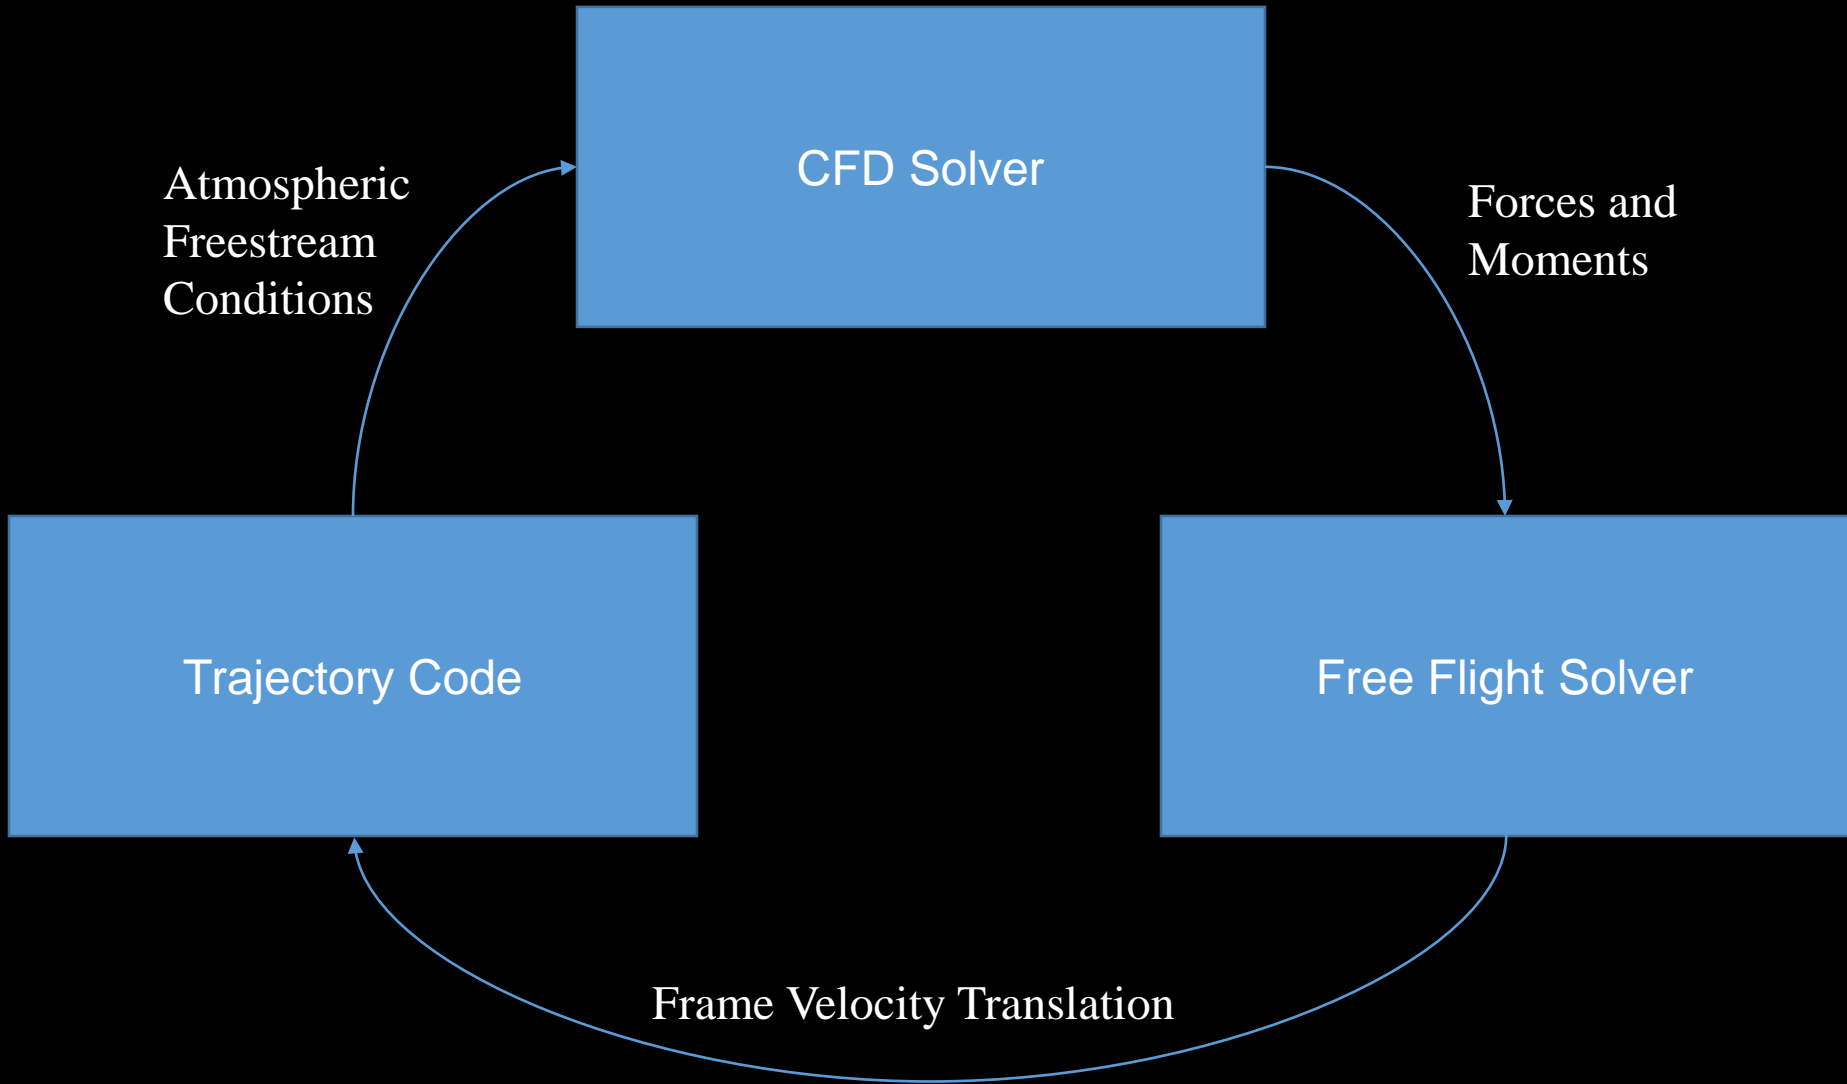 CFD Solver
Atmospheric
Freestream
Conditions
Forces and
Moments
Trajectory Code
Free Flight Solver
Frame Velocity Translation